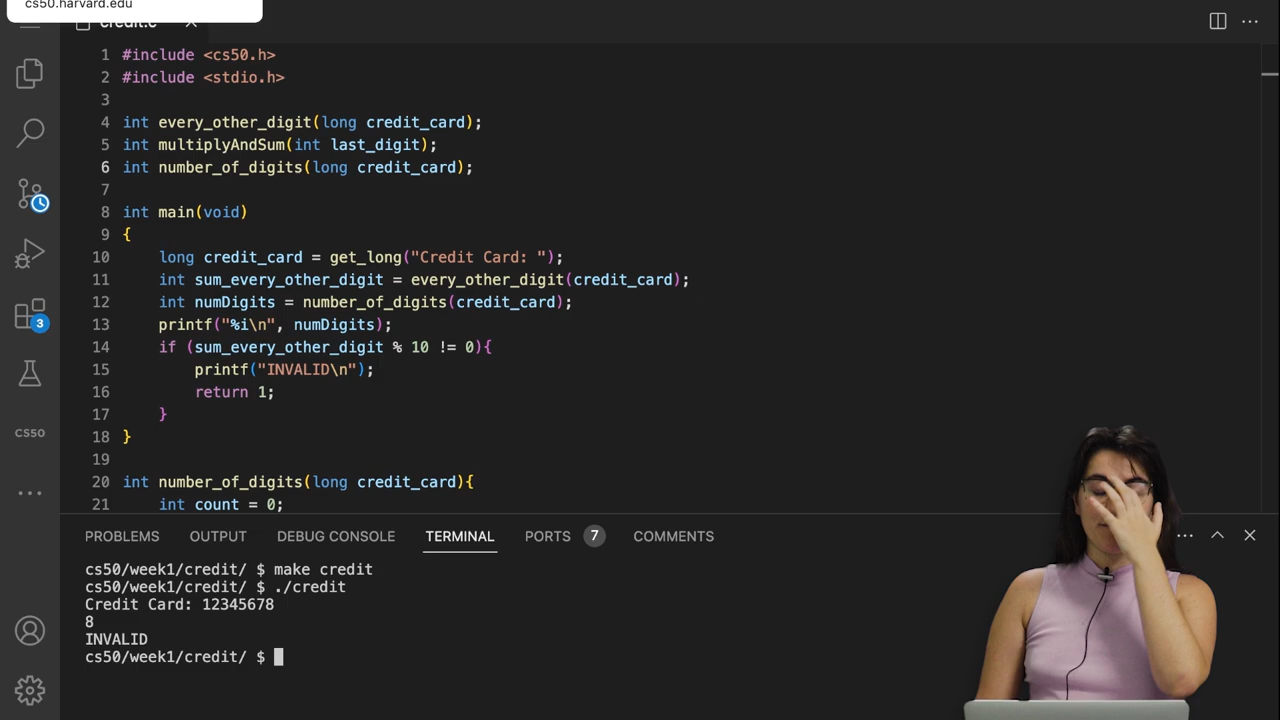 cs50.harvard.edu
credit.c
1 #include <cs50.h>
2 #include <stdio.h>
3
4 int every_other_digit(long credit_card);
5 int multiplyAndSum(int last_digit);
6 int number_of_digits(long credit_card);
7
8 int main(void)
9 {
10     long credit_card = get_long("Credit Card: ");
11     int sum_every_other_digit = every_other_digit(credit_card);
12     int numDigits = number_of_digits(credit_card);
13     printf("%i\n", numDigits);
14     if (sum_every_other_digit % 10 != 0){
15         printf("INVALID\n");
16         return 1;
17     }
18 }
19
20 int number_of_digits(long credit_card){
21     int count = 0;
3
CS50
PROBLEMS OUTPUT DEBUG CONSOLE TERMINAL PORTS 7 COMMENTS
cs50/week1/credit/ $ make credit
cs50/week1/credit/ $ ./credit
Credit Card: 12345678
8
INVALID
cs50/week1/credit/ $